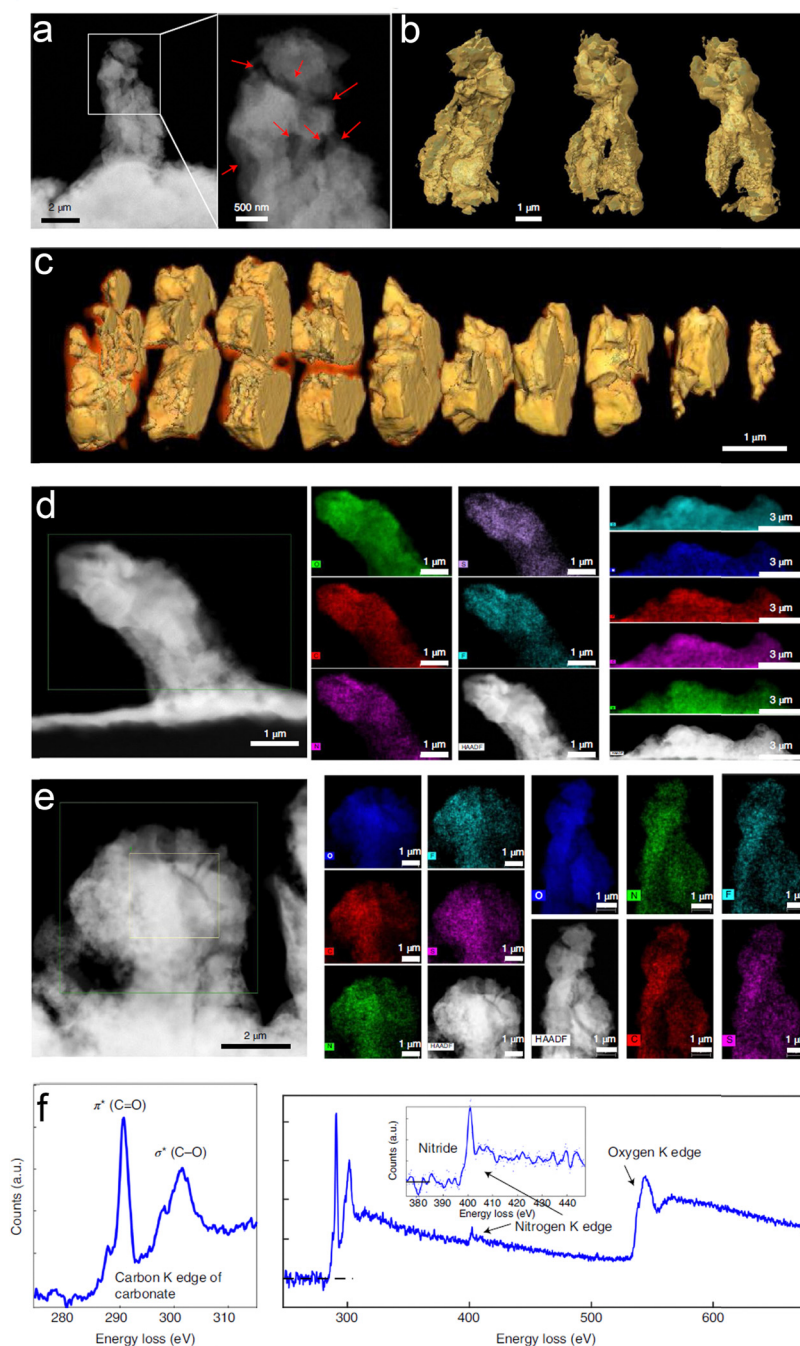 a
2 μm
500 nm
b
1 μm
c
1 μm
d
1 μm
O
1 μm
S
1 μm
C
1 μm
F
1 μm
N
1 μm
HAADF
1 μm
3 μm
3 μm
3 μm
3 μm
3 μm
3 μm
e
2 μm
O
1 μm
F
1 μm
C
1 μm
S
1 μm
N
1 μm
HAADF
1 μm
O
1 μm
N
1 μm
F
1 μm
HAADF
1 μm
C
1 μm
S
1 μm
f
π* (C=O)
σ* (C–O)
Carbon K edge of
carbonate
Counts (a.u.)
280 290 300 310
Energy loss (eV)
Counts (a.u.)
Nitride
380 390 400 410 420 430 440
Energy loss (eV)
Nitrogen K edge
Oxygen K edge
300 400 500 600
Energy loss (eV)